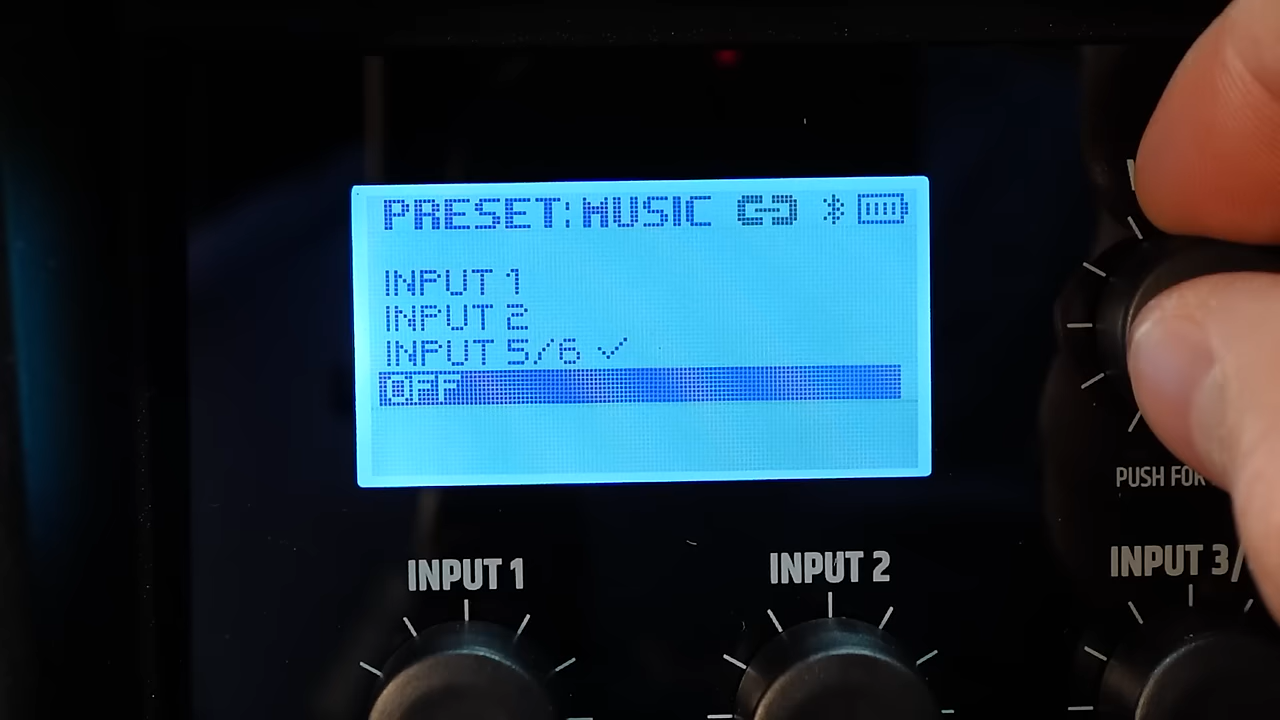 PRESET: MUSIC
INPUT 1
INPUT 2
INPUT 5/6 ✓
OFF
PUSH FOR
INPUT 1
INPUT 2
INPUT 3/